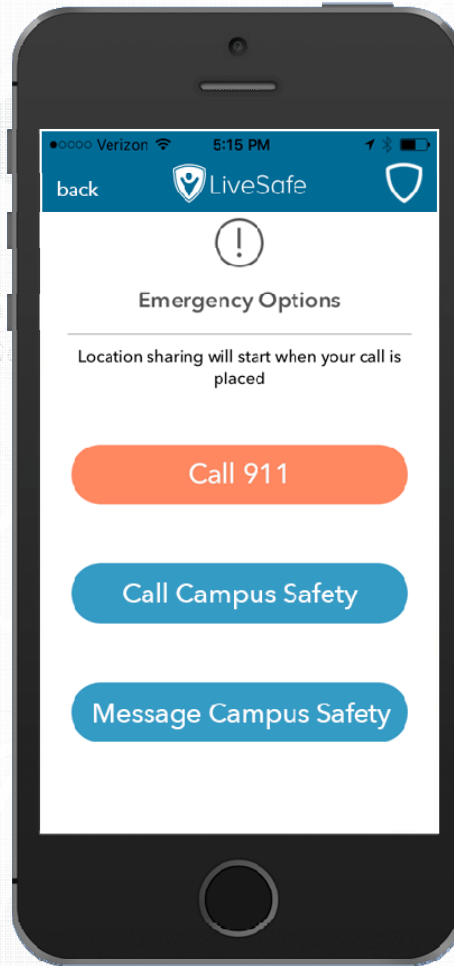 Verizon 5:15 PM
back LiveSafe
Emergency Options
Location sharing will start when your call is
placed
Call 911
Call Campus Safety
Message Campus Safety